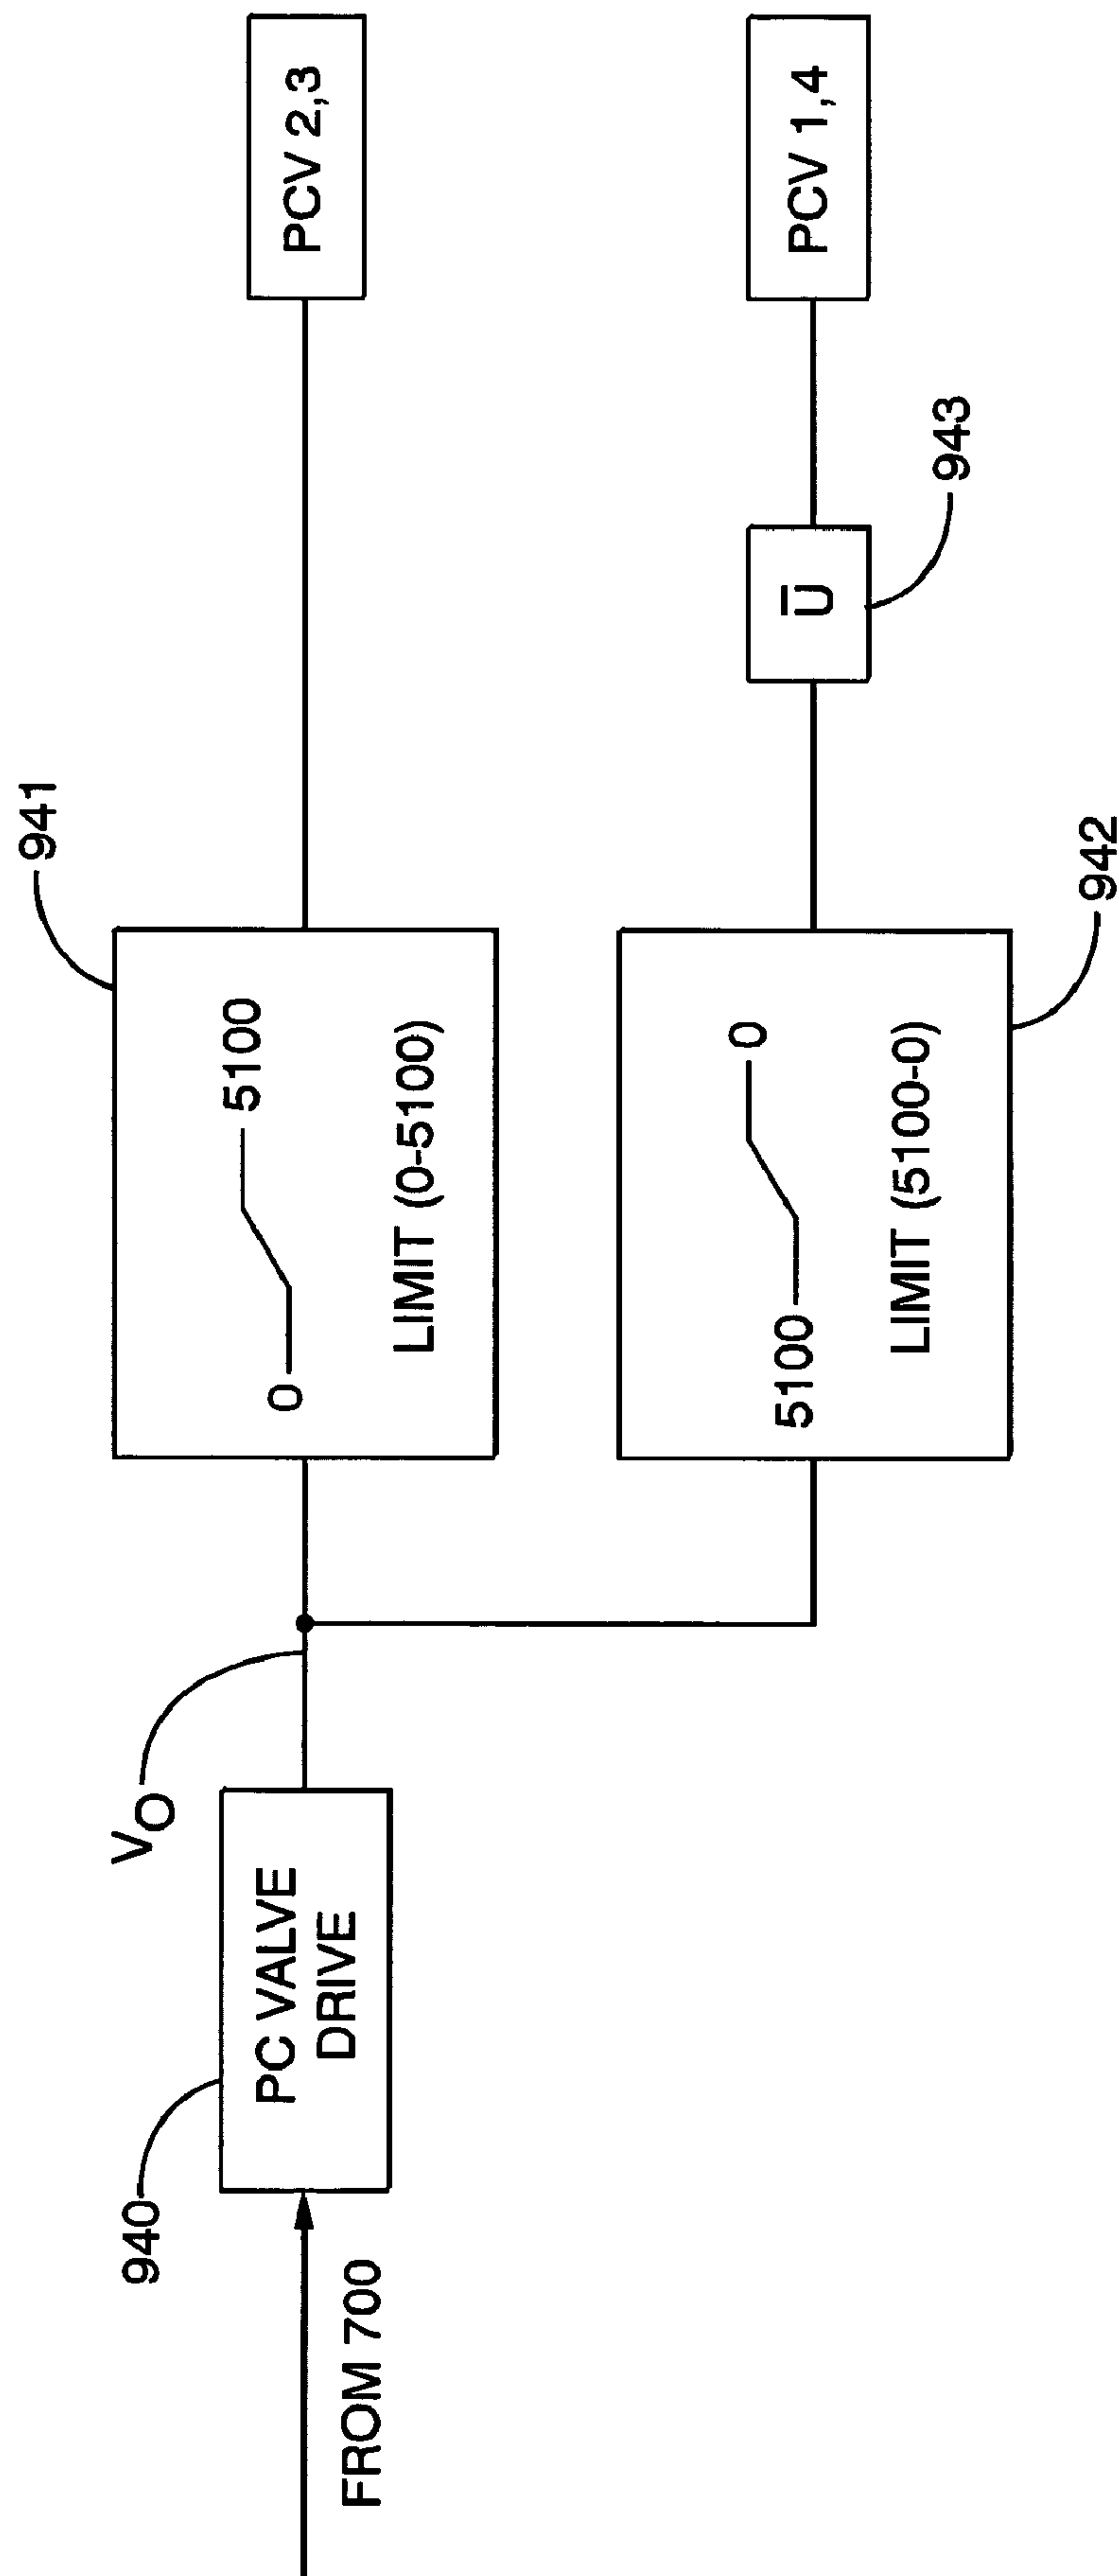 FROM 700
940
PC VALVE
DRIVE
VO
941
0 5100
LIMIT (0-5100)
PCV 2,3
942
5100 0
LIMIT (5100-0)
943
Ū
PCV 1,4